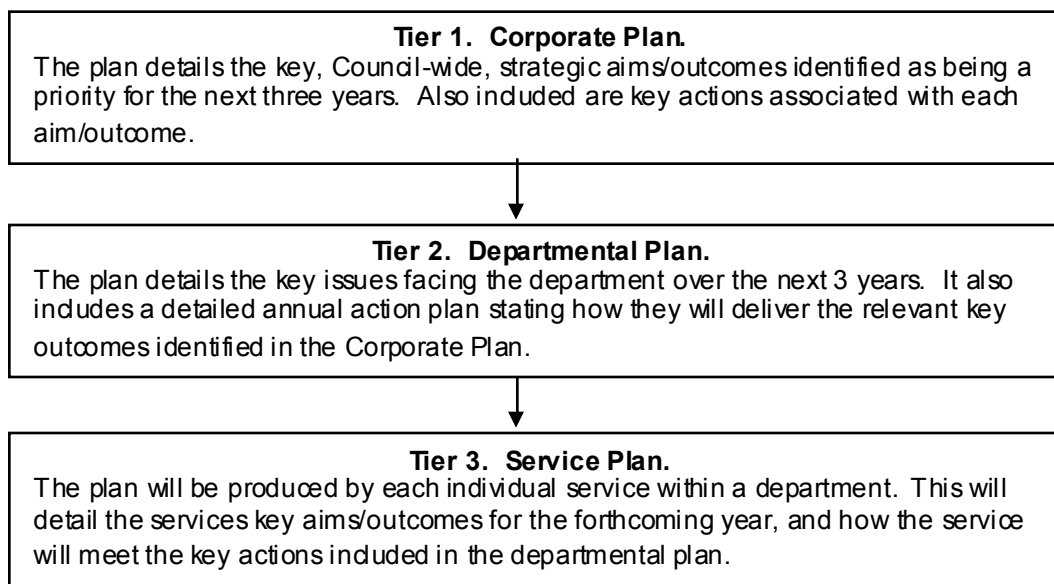 Tier 1. Corporate Plan.
The plan details the key, Council-wide, strategic aims/outcomes identified as being a
priority for the next three years. Also included are key actions associated with each
aim/outcome.
Tier 2. Departmental Plan.
The plan details the key issues facing the department over the next 3 years. It also
includes a detailed annual action plan stating how they will deliver the relevant key
outcomes identified in the Corporate Plan.
Tier 3. Service Plan.
The plan will be produced by each individual service within a department. This will
detail the services key aims/outcomes for the forthcoming year, and how the service
will meet the key actions included in the departmental plan.